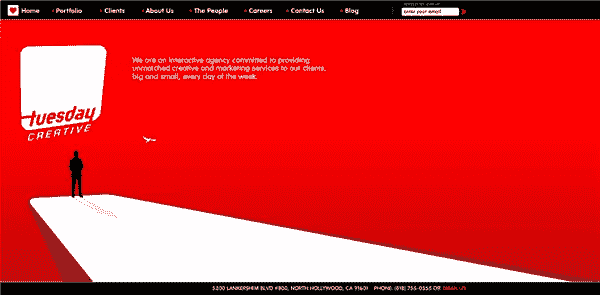 Home Portfolio Clients About Us The People Careers Contact Us Blog
enter your email
We are an interactive agency committed to providing
unmatched creative and marketing services to our clients,
big and small, every day of the week.
tuesday
CREATIVE
5200 LANKERSHIM BLVD #800, NORTH HOLLYWOOD, CA 91601 PHONE: (818) 755-0555 OR EMAIL US